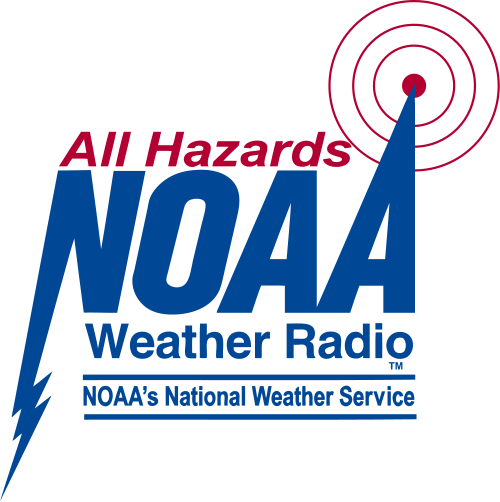 All Hazards
NOAA
Weather Radio
TM
NOAA's National Weather Service